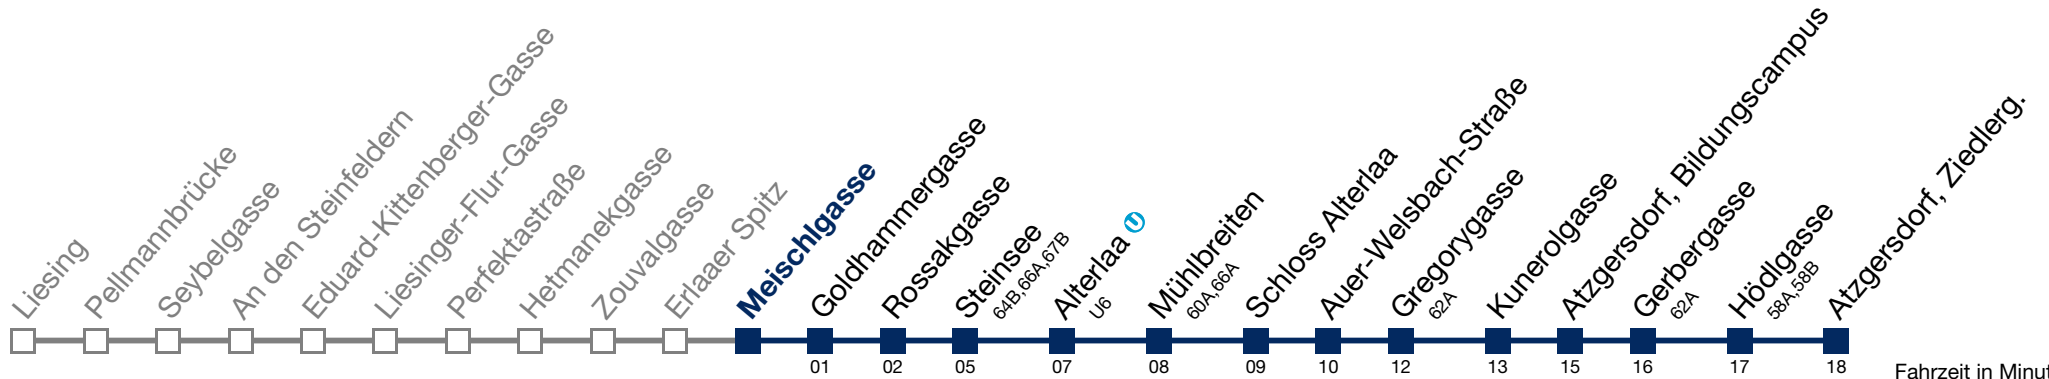 Liesing
Pellmannbrücke
Seybelgasse
An den Steinfeldern
Eduard-Kittenberger-Gasse
Liesinger-Flur-Gasse
Perfektastraße
Hetmanekgasse
Zouvalgasse
Erlaaer Spitz
Meischlgasse
Goldhammergasse
Rossakgasse
Steinsee
64B,66A,67B
Alterlaa U
U6
Mühlbreiten
60A,66A
Schloss Alterlaa
Auer-Welsbach-Straße
Gregorygasse
62A
Kunerolgasse
Atzgersdorf, Bildungscampus
Gerbergasse
62A
Hödlgasse
58A,58B
Atzgersdorf, Ziedlerg.
01 02 05 07 08 09 10 12 13 15 16 17 18
Fahrzeit in Minut